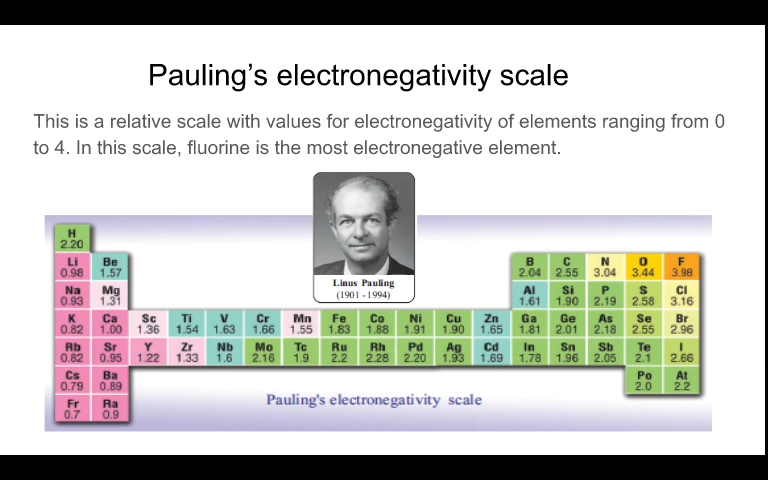 Pauling’s electronegativity scale
This is a relative scale with values for electronegativity of elements ranging from 0
to 4. In this scale, fluorine is the most electronegative element.
Linus Pauling
(1901 - 1994)
H
2.20
Li Be B C N O F
0.98 1.57 2.04 2.55 3.04 3.44 3.98
Na Mg Al Si P S Cl
0.93 1.31 1.61 1.90 2.19 2.58 3.16
K Ca Sc Ti V Cr Mn Fe Co Ni Cu Zn Ga Ge As Se Br
0.82 1.00 1.36 1.54 1.63 1.66 1.55 1.83 1.88 1.91 1.90 1.65 1.81 2.01 2.18 2.55 2.96
Rb Sr Y Zr Nb Mo Tc Ru Rh Pd Ag Cd In Sn Sb Te I
0.82 0.95 1.22 1.33 1.6 2.16 1.9 2.2 2.28 2.20 1.93 1.69 1.78 1.96 2.05 2.1 2.66
Cs Ba Po At
0.79 0.89 2.0 2.2
Fr Ra
0.7 0.9
Pauling's electronegativity scale